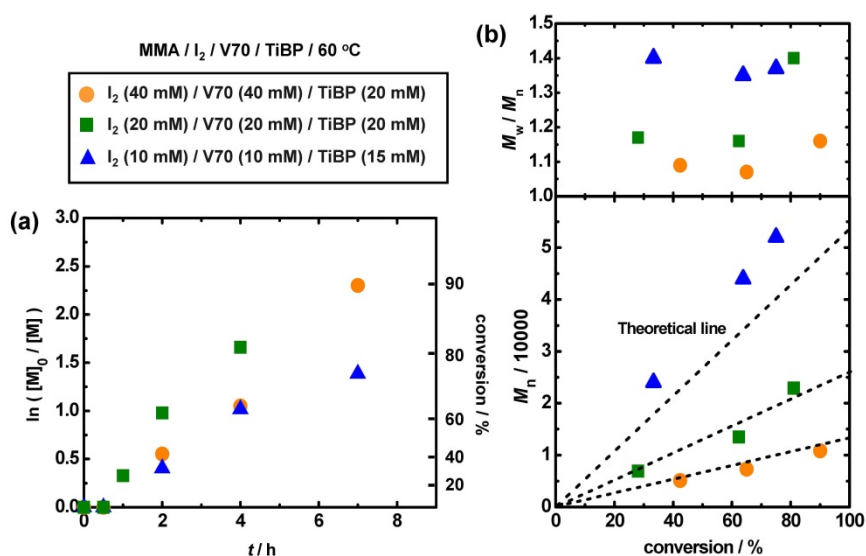 MMA / I₂ / V70 / TiBP / 60 °C
I₂ (40 mM) / V70 (40 mM) / TiBP (20 mM)
I₂ (20 mM) / V70 (20 mM) / TiBP (20 mM)
I₂ (10 mM) / V70 (10 mM) / TiBP (15 mM)
(a)
3.0
2.5
2.0
1.5
1.0
0.5
0.0
ln ( [M]₀ / [M] )
0 2 4 6 8
t / h
90
80
60
40
20
conversion / %
(b)
1.5
1.4
1.3
1.2
1.1
1.0
Mw / Mn
5
4
3
2
1
0
Mn / 10000
Theoretical line
0 20 40 60 80 100
conversion / %